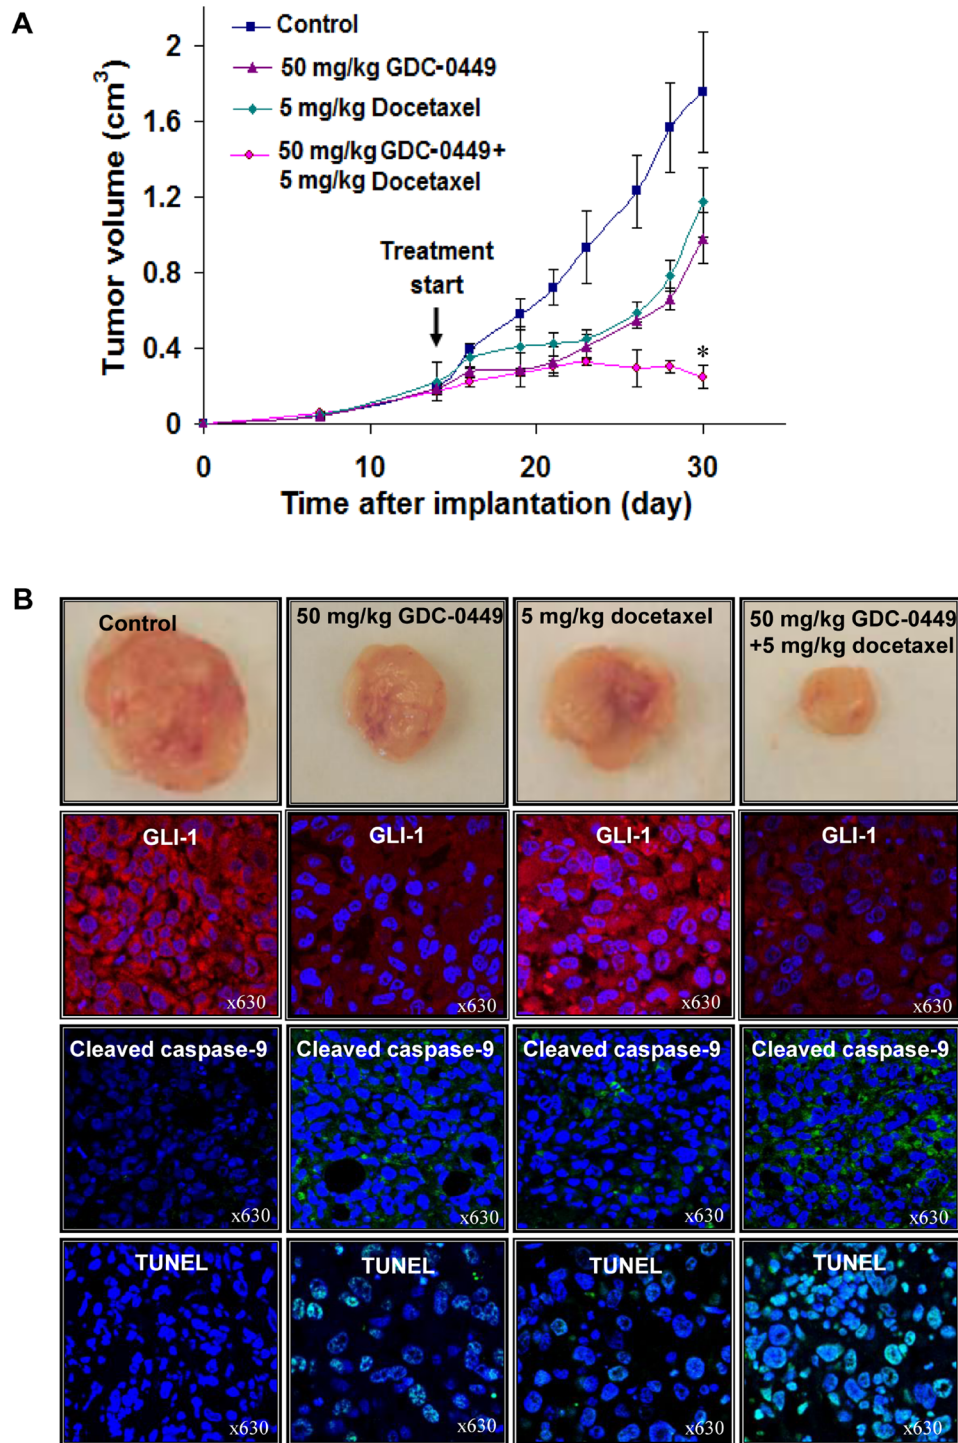 A
Control
50 mg/kg GDC-0449
5 mg/kg Docetaxel
50 mg/kg GDC-0449+
5 mg/kg Docetaxel
Tumor volume (cm3)
2
1.6
1.2
0.8
0.4
0
Treatment
start
*
0
10
20
30
Time after implantation (day)
B
Control
50 mg/kg GDC-0449
5 mg/kg docetaxel
50 mg/kg GDC-0449
+5 mg/kg docetaxel
GLI-1
x630
GLI-1
x630
GLI-1
x630
GLI-1
x630
Cleaved caspase-9
x630
Cleaved caspase-9
x630
Cleaved caspase-9
x630
Cleaved caspase-9
x630
TUNEL
x630
TUNEL
x630
TUNEL
x630
TUNEL
x630